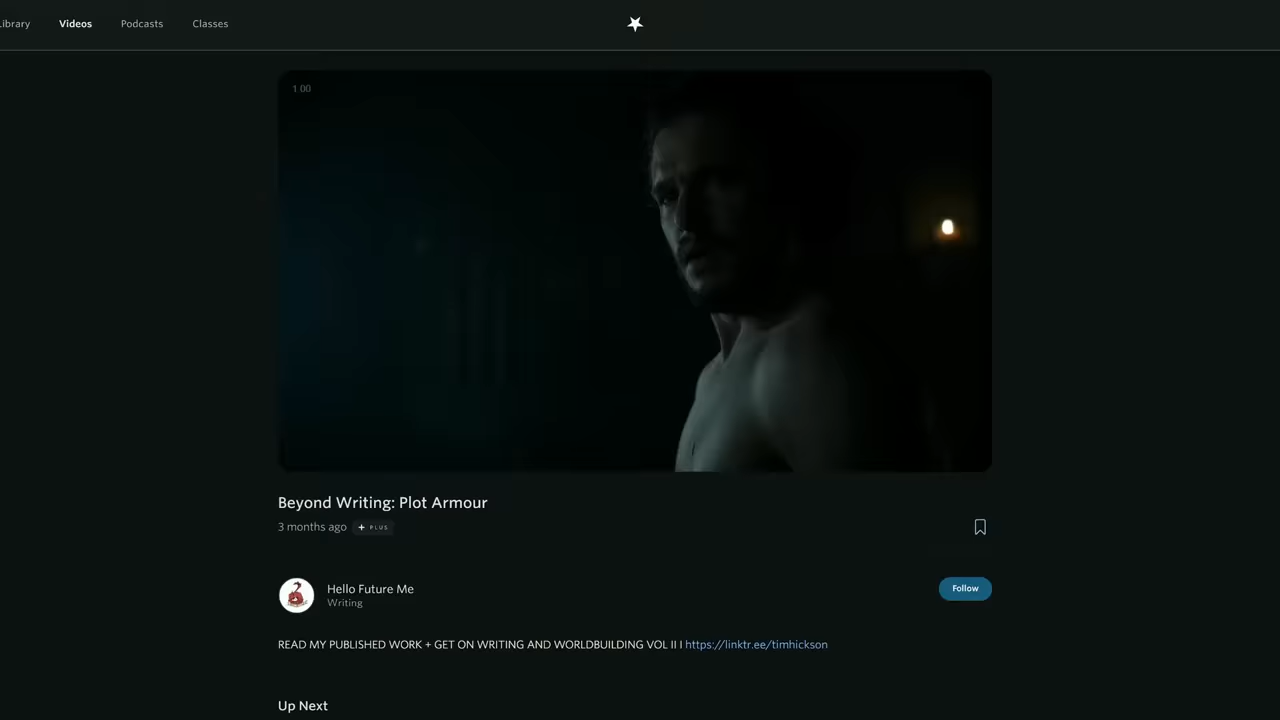 Library
Videos
Podcasts
Classes
1 00
Beyond Writing: Plot Armour
3 months ago
+ PLUS
Hello Future Me
Writing
Follow
READ MY PUBLISHED WORK + GET ON WRITING AND WORLDBUILDING VOL II I https://linktr.ee/timhickson
Up Next